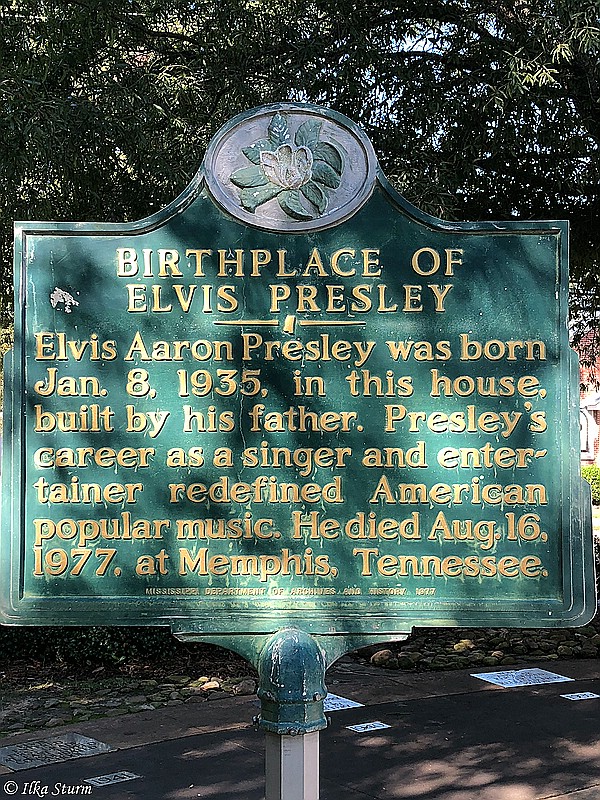 BIRTHPLACE OF
ELVIS PRESLEY
Elvis Aaron Presley was born
Jan. 8, 1935, in this house,
built by his father. Presley's
career as a singer and enter-
tainer redefined American
popular music. He died Aug. 16,
1977, at Memphis, Tennessee.
MISSISSIPPI DEPARTMENT OF ARCHIVES AND HISTORY, 1977
© Ilka Sturm